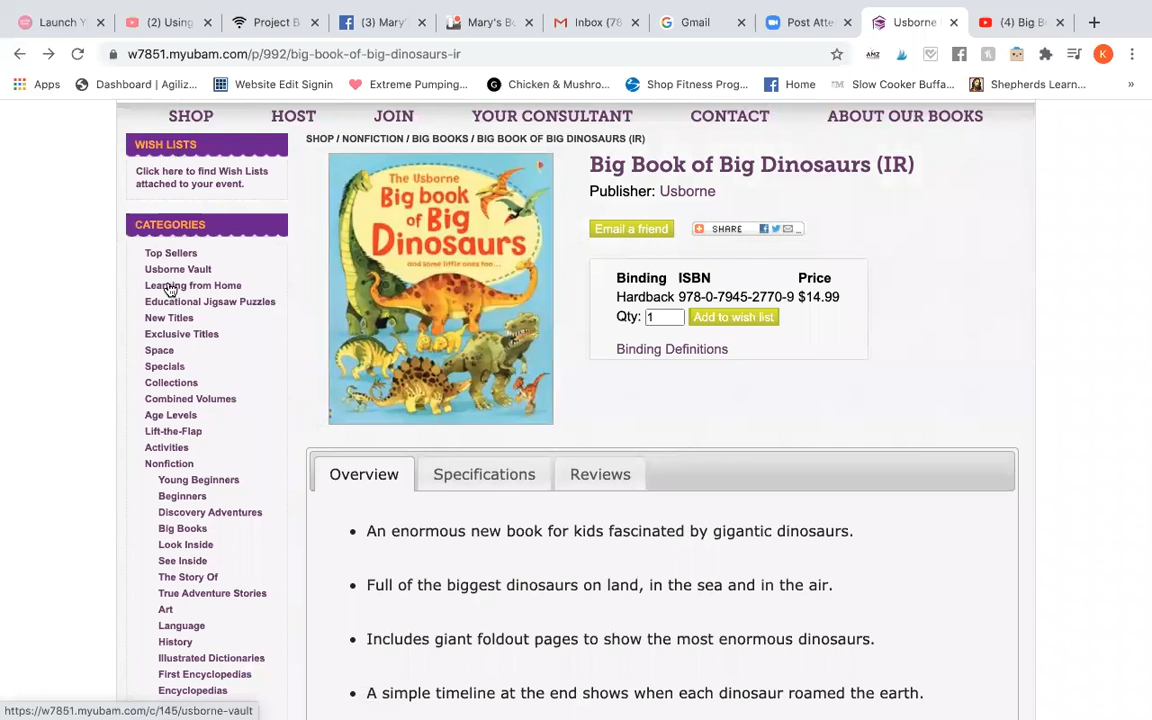 Launch Y
(2) Using
Project B
(3) Mary'
Mary's Bu
Inbox (78
Gmail
Post Atte
Usborne
(4) Big B
w7851.myubam.com/p/992/big-book-of-big-dinosaurs-ir
AMZ
K
Apps
Dashboard | Agiliz...
Website Edit Signin
Extreme Pumping...
Chicken & Mushro...
Shop Fitness Prog...
Home
Slow Cooker Buffa...
Shepherds Learn...
»
SHOP
HOST
JOIN
YOUR CONSULTANT
CONTACT
ABOUT OUR BOOKS
WISH LISTS
Click here to find Wish Lists
attached to your event.
CATEGORIES
Top Sellers
Usborne Vault
Learning from Home
Educational Jigsaw Puzzles
New Titles
Exclusive Titles
Space
Specials
Collections
Combined Volumes
Age Levels
Lift-the-Flap
Activities
Nonfiction
Young Beginners
Beginners
Discovery Adventures
Big Books
Look Inside
See Inside
The Story Of
True Adventure Stories
Art
Language
History
Illustrated Dictionaries
First Encyclopedias
Encyclopedias
SHOP / NONFICTION / BIG BOOKS / BIG BOOK OF BIG DINOSAURS (IR)
The Usborne
Big book
of Big
Dinosaurs
and some little ones too...
Big Book of Big Dinosaurs (IR)
Publisher: Usborne
Email a friend
SHARE
Binding ISBN Price
Hardback 978-0-7945-2770-9 $14.99
Qty: 1 Add to wish list
Binding Definitions
Overview
Specifications
Reviews
• An enormous new book for kids fascinated by gigantic dinosaurs.
• Full of the biggest dinosaurs on land, in the sea and in the air.
• Includes giant foldout pages to show the most enormous dinosaurs.
• A simple timeline at the end shows when each dinosaur roamed the earth.
https://w7851.myubam.com/c/145/usborne-vault